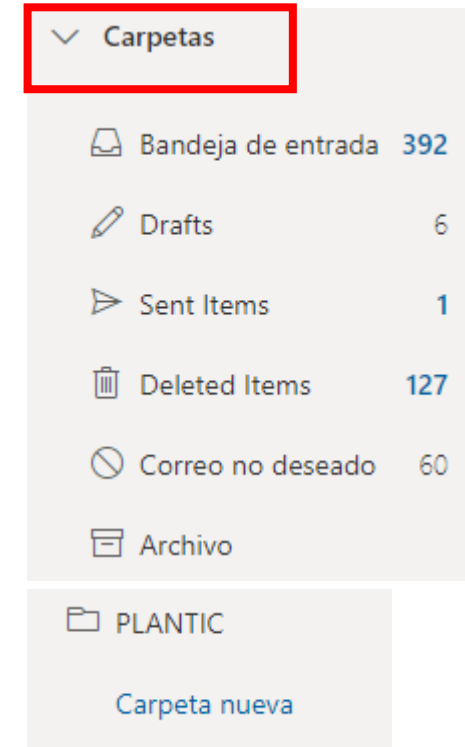 Carpetas
Bandeja de entrada 392
Drafts 6
Sent Items 1
Deleted Items 127
Correo no deseado 60
Archivo
PLANTIC
Carpeta nueva